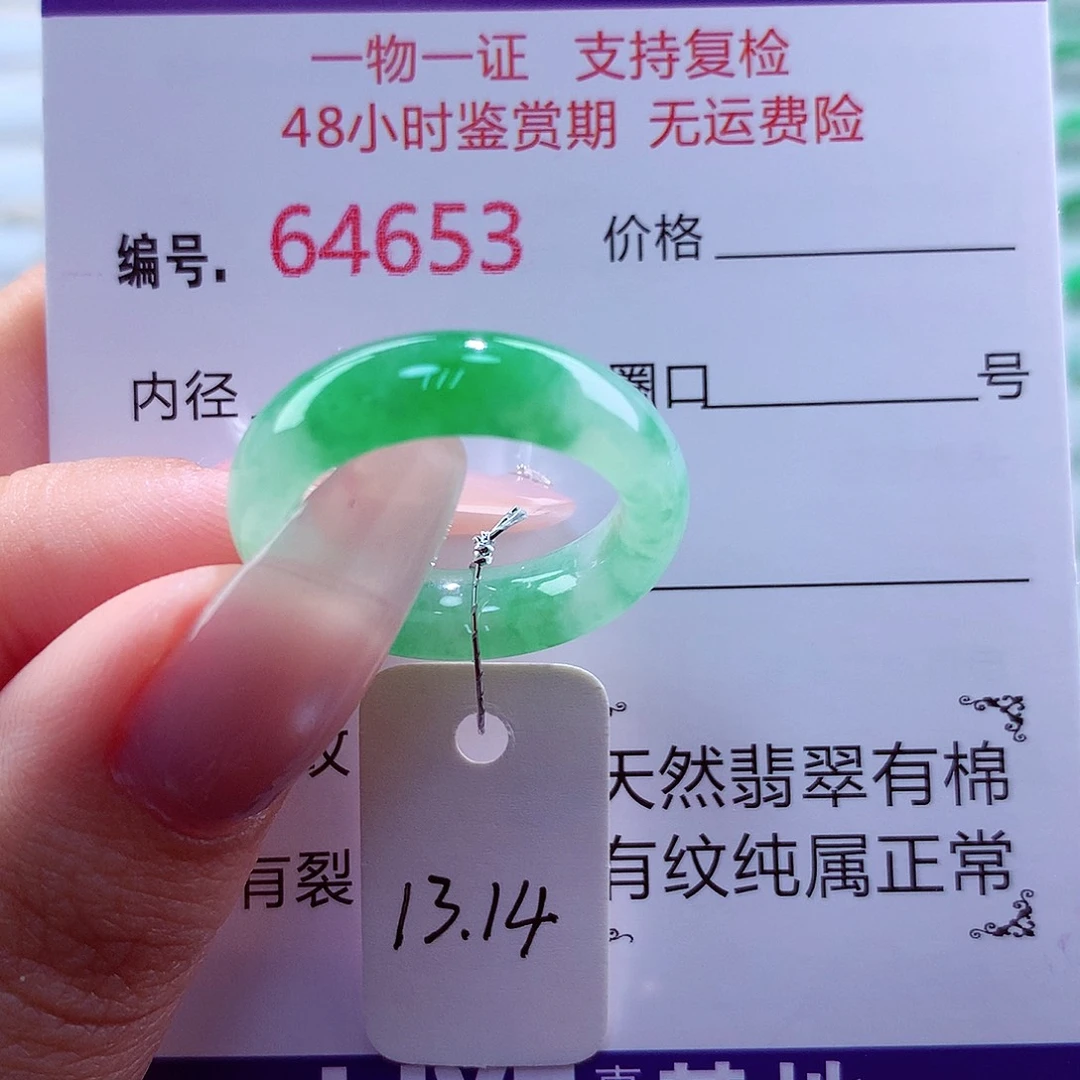 一物一证 支持复检
48小时鉴赏期 无运费险
编号. 64653 价格
内径 圈口 号
纹 天然翡翠有棉
有裂 有纹纯属正常
13.14